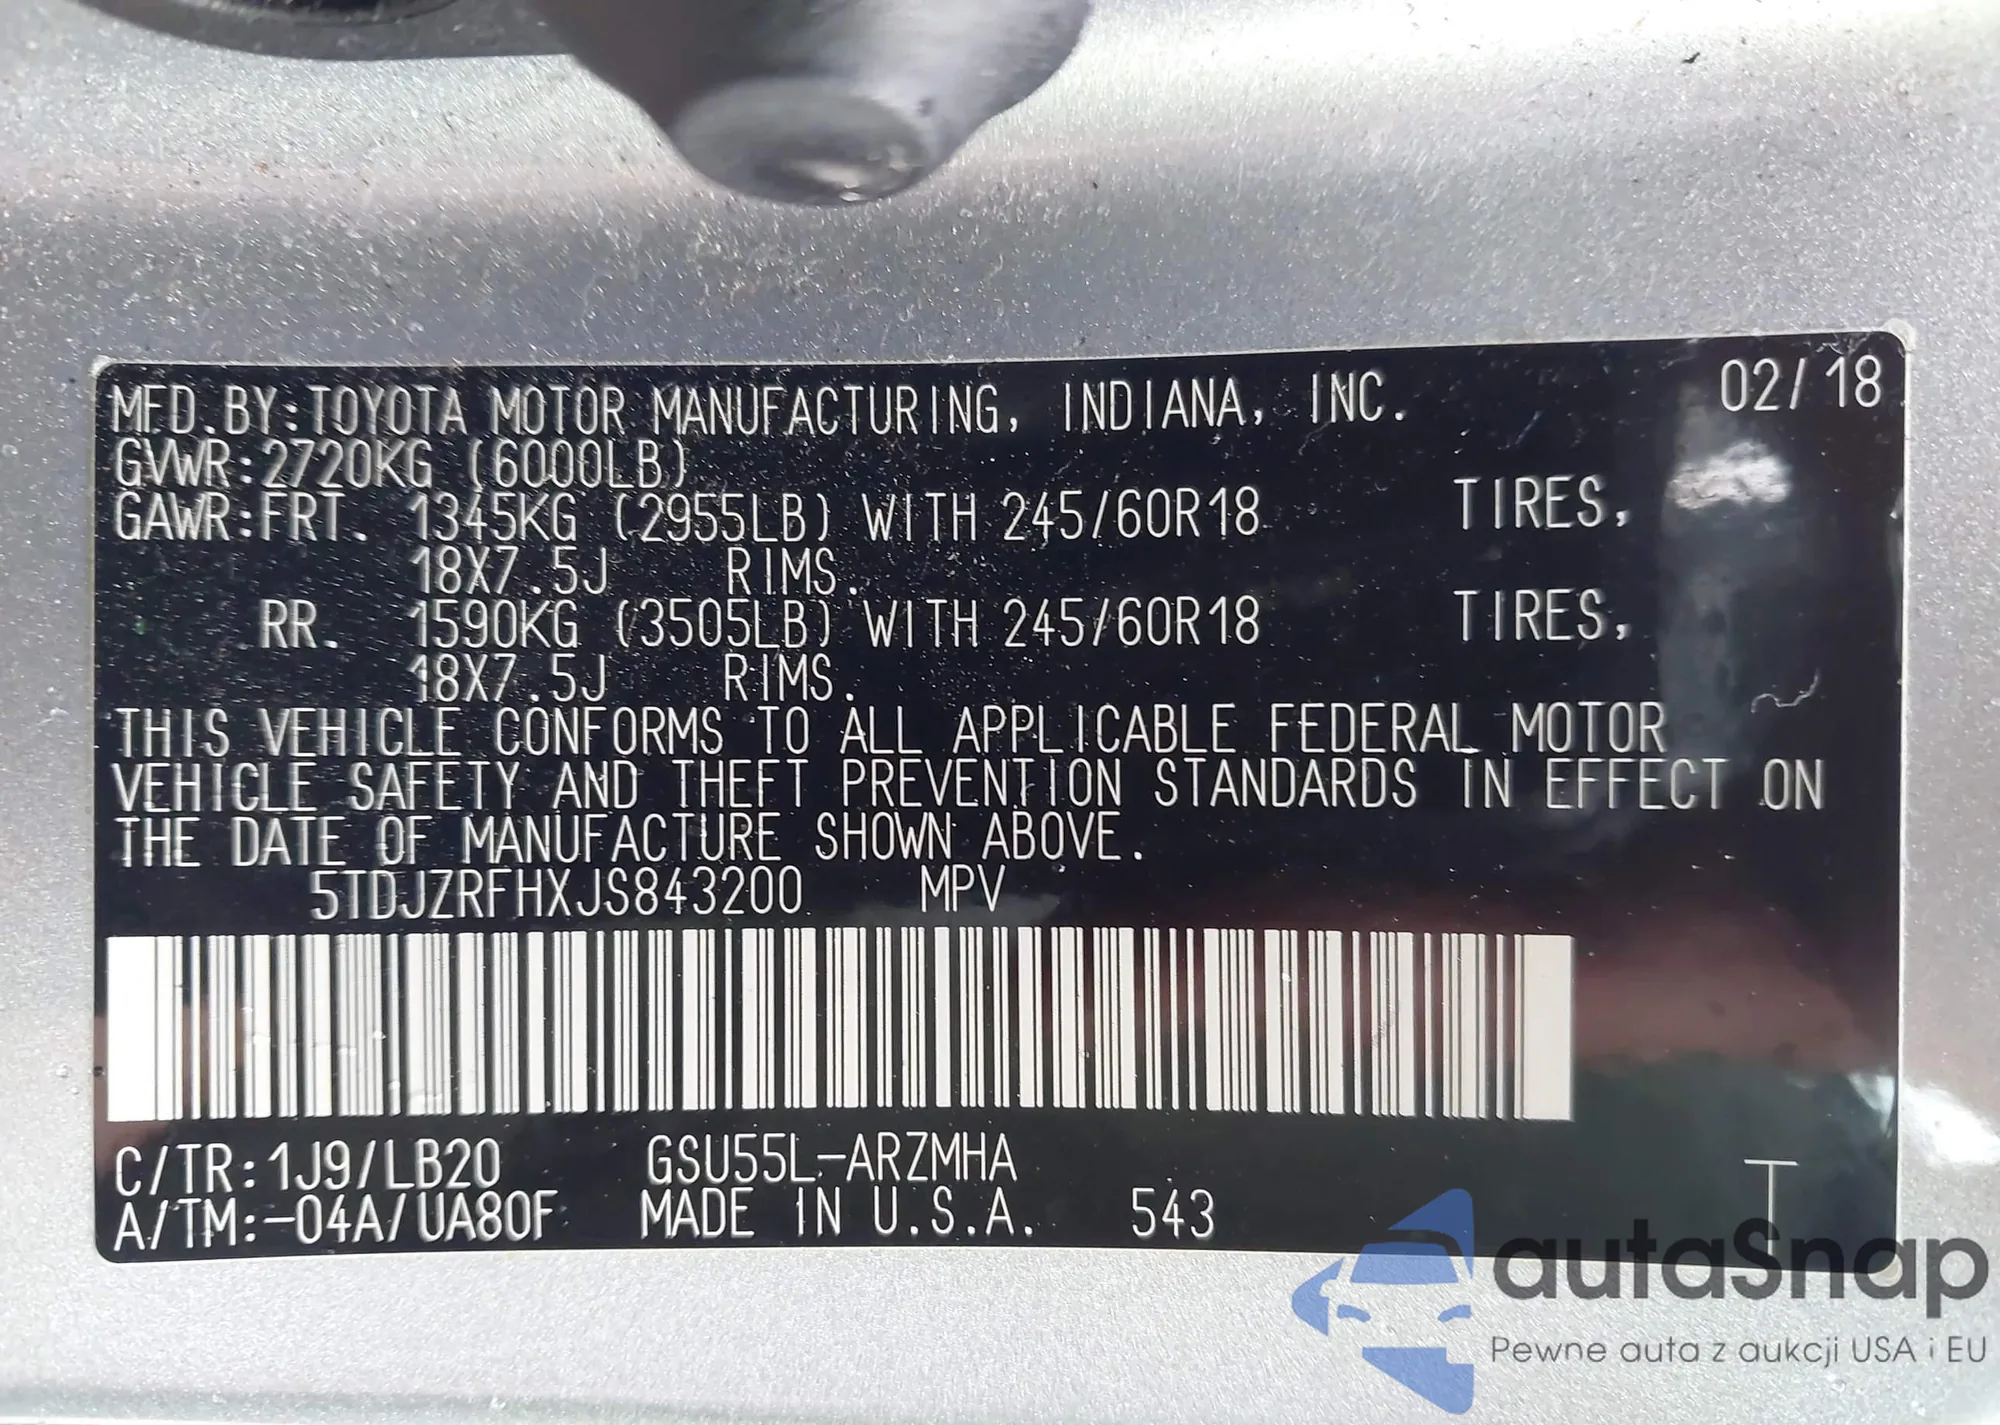 MFD.BY:TOYOTA MOTOR MANUFACTURING, INDIANA, INC. 02/18
GVWR:2720KG (6000LB)
GAWR:FRT. 1345KG (2955LB) WITH 245/60R18 TIRES,
18X7.5J RIMS.
RR. 1590KG (3505LB) WITH 245/60R18 TIRES,
18X7.5J RIMS.
THIS VEHICLE CONFORMS TO ALL APPLICABLE FEDERAL MOTOR
VEHICLE SAFETY AND THEFT PREVENTION STANDARDS IN EFFECT ON
THE DATE OF MANUFACTURE SHOWN ABOVE.
5TDJZRFHXJS843200 MPV
C/TR:1J9/LB20 GSU55L-ARZMHA
A/TM:-04A/UA80F MADE IN U.S.A. 543 T
autoSnap
Pewne auta z aukcji USA i EU